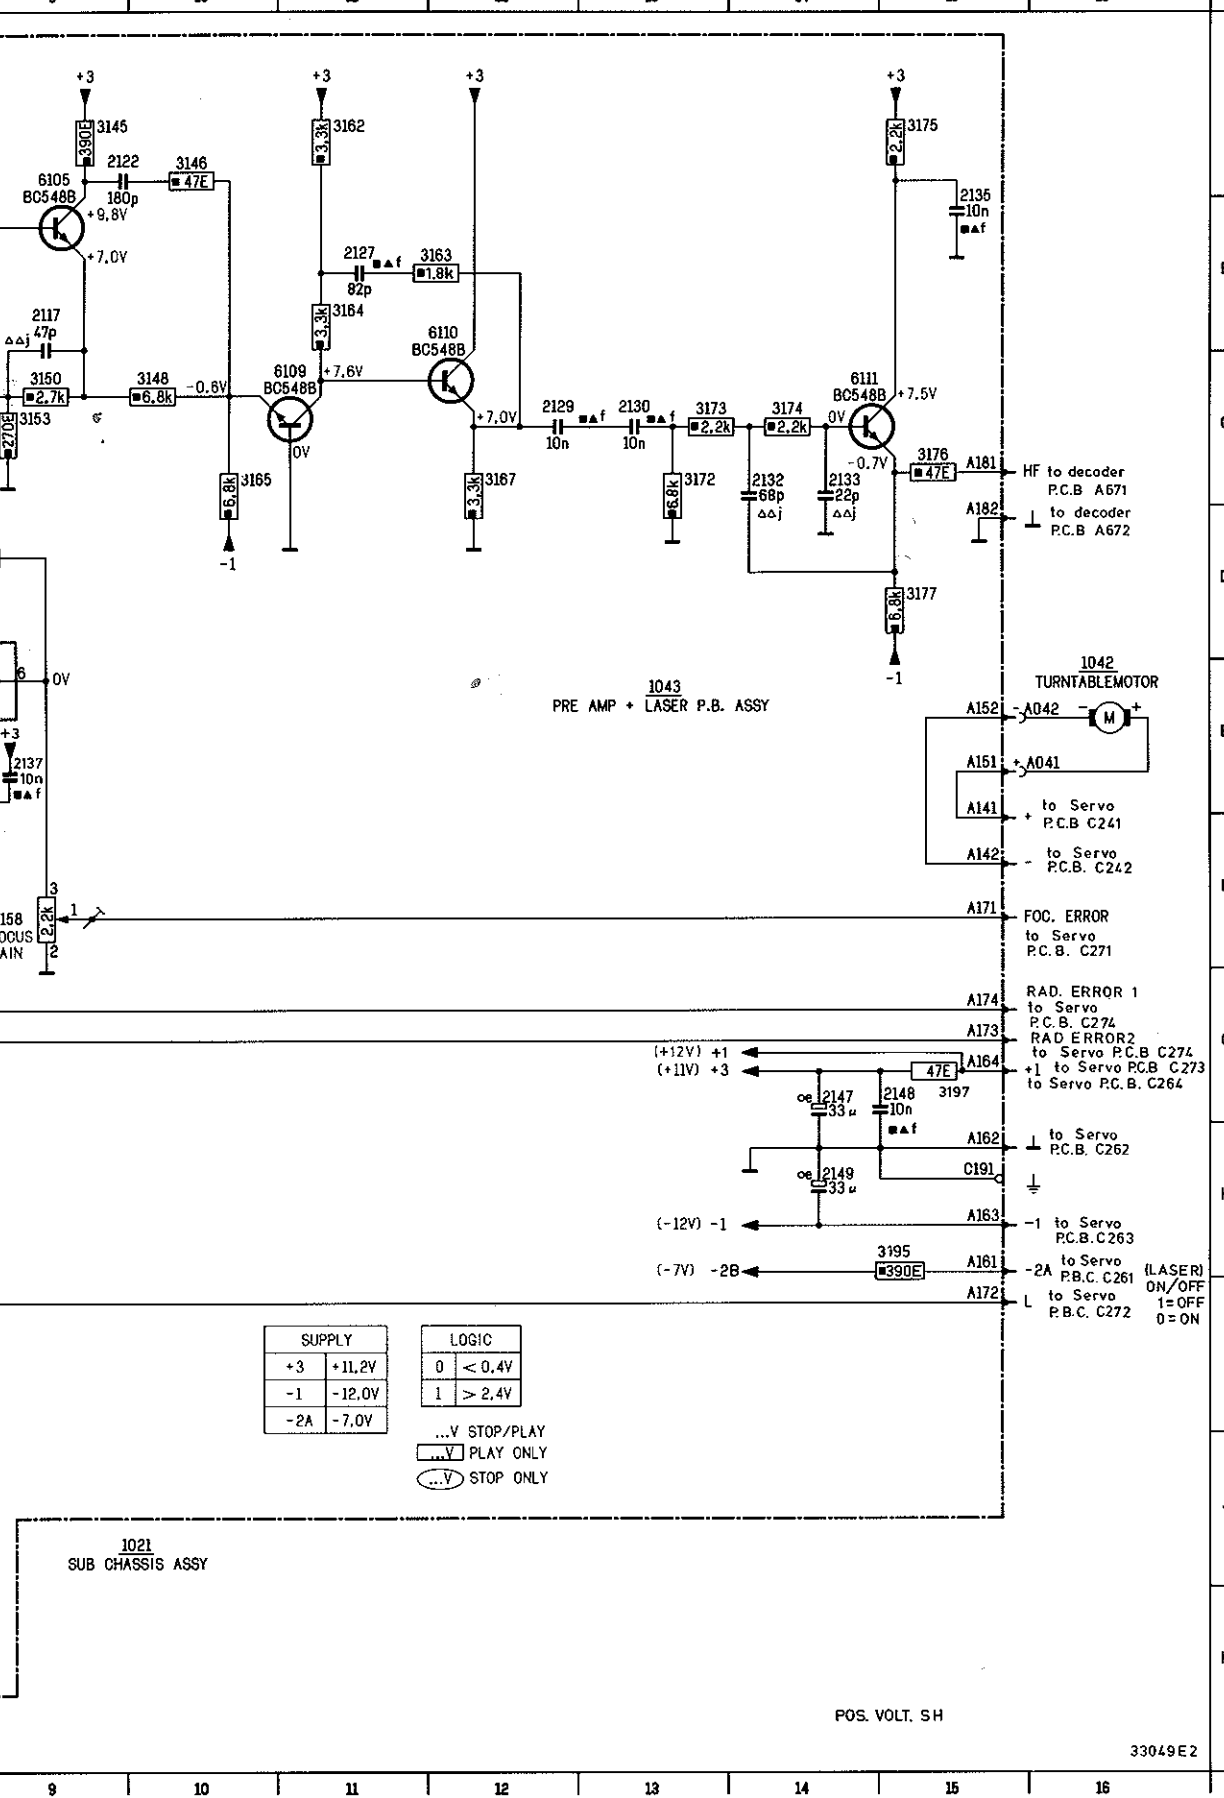 +3
+3
+3
+3
390E 3145
3,3k 3162
2,2k 3175
2122
180p
3146
47E
6105
BC548B
+9,8V
+7,0V
2135
10n
■▲f
2127 ■▲f
82p
3163
1,8k
3,3k 3164
2117
△△j 47p
6110
BC548B
3150
2,7k
3148
6,8k
-0,6V
6109
BC548B
+7,6V
6111
BC548B
+7,5V
270E 3153
0V
+7,0V
2129 ■▲f
10n
2130 ■▲f
10n
3173
2,2k
3174
2,2k
0V
-0,7V
3176
47E
A181
HF to decoder
P.C.B A671
6,8k 3165
3,3k 3167
6,8k 3172
2132
68p
△△j
2133
22p
△△j
A182
⊥ to decoder
P.C.B A672
-1
6,8k 3177
-1
6
0V
1043
PRE AMP + LASER P.B. ASSY
1042
TURNTABLEMOTOR
A152
- A042
- M +
+3
2137
10n
■▲f
A151
+ A041
A141
+ to Servo
P.C.B C241
A142
- to Servo
P.C.B. C242
3
158
OCUS
AIN
2,2k
1
2
A171
FOC. ERROR
to Servo
P.C.B. C271
A174
RAD. ERROR 1
to Servo
P.C.B. C274
A173
RAD ERROR2
to Servo P.C.B C274
(+12V) +1
(+11V) +3
47E
3197
A164
+1 to Servo P.C.B C273
to Servo P.C.B. C264
oe 2147
33µ
2148
10n
■▲f
A162
⊥ to Servo
P.C.B. C262
C191
oe 2149
33µ
(-12V) -1
A163
-1 to Servo
P.C.B.C263
(-7V) -2B
3195
390E
A161
-2A to Servo
P.B.C. C261
(LASER)
ON/OFF
1=OFF
0=ON
A172
L to Servo
P.B.C. C272
SUPPLY
+3 +11,2V
-1 -12,0V
-2A -7,0V
LOGIC
0 < 0,4V
1 > 2,4V
...V STOP/PLAY
...V PLAY ONLY
...V STOP ONLY
1021
SUB CHASSIS ASSY
POS. VOLT. SH
33049E2
9 10 11 12 13 14 15 16